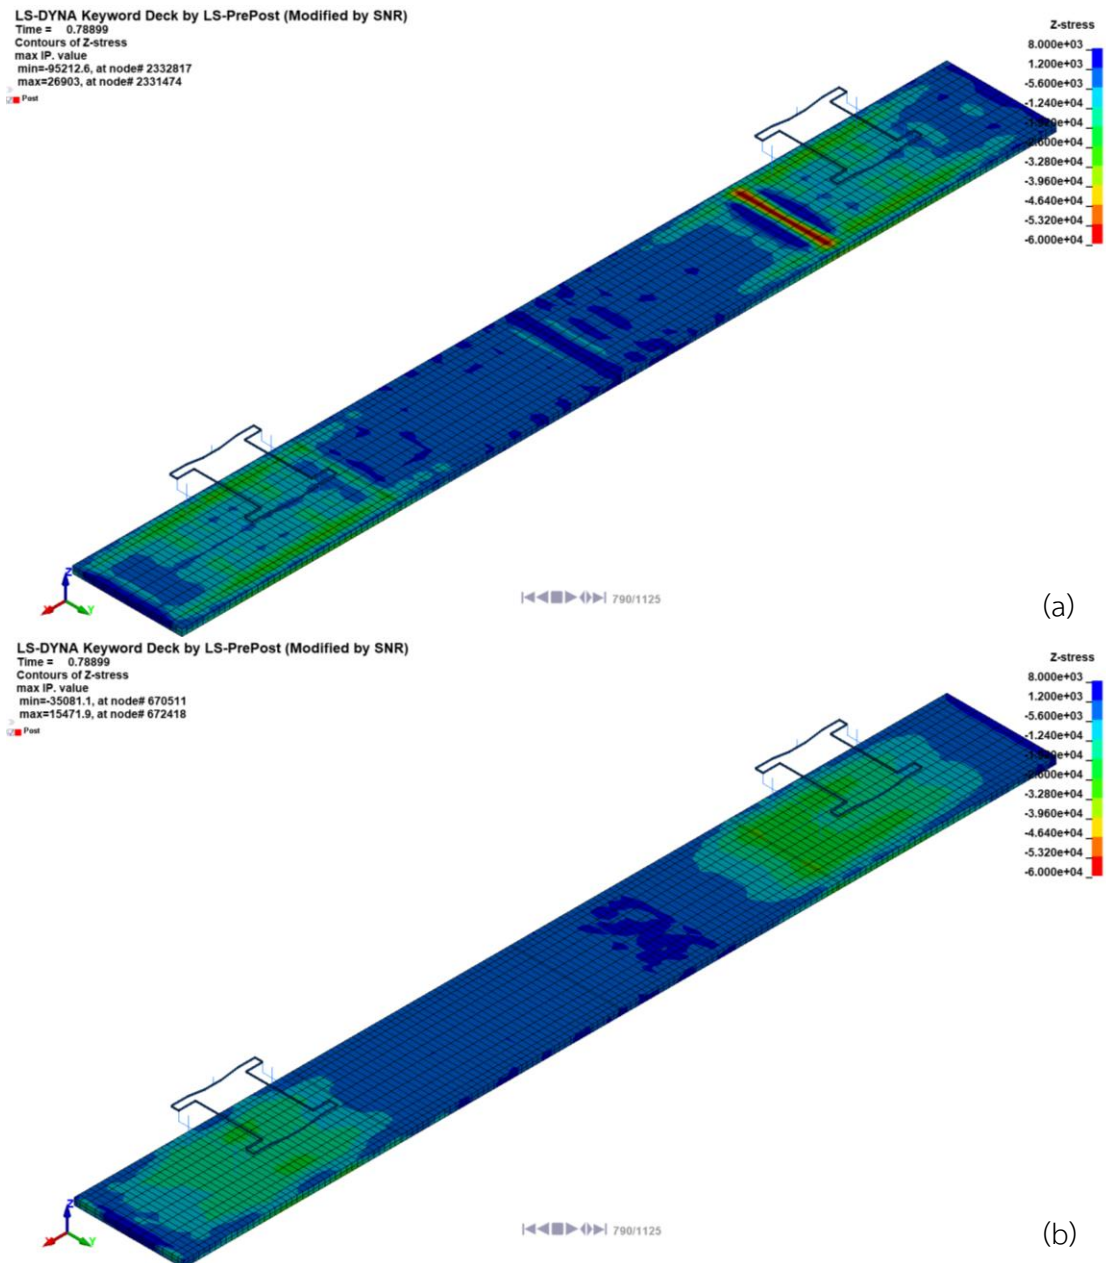 LS-DYNA Keyword Deck by LS-PrePost (Modified by SNR)
Time = 0.78899
Contours of Z-stress
max IP. value
min=-95212.6, at node# 2332817
max=26903, at node# 2331474
Post
Z-stress
8.000e+03
1.200e+03
-5.600e+03
-1.240e+04
-2.600e+04
-3.280e+04
-3.960e+04
-4.640e+04
-5.320e+04
-6.000e+04
Z
Y
790/1125
(a)
LS-DYNA Keyword Deck by LS-PrePost (Modified by SNR)
Time = 0.78899
Contours of Z-stress
max IP. value
min=-35081.1, at node# 670511
max=15471.9, at node# 672418
Post
Z-stress
8.000e+03
1.200e+03
-5.600e+03
-1.240e+04
-2.600e+04
-3.280e+04
-3.960e+04
-4.640e+04
-5.320e+04
-6.000e+04
Z
Y
790/1125
(b)